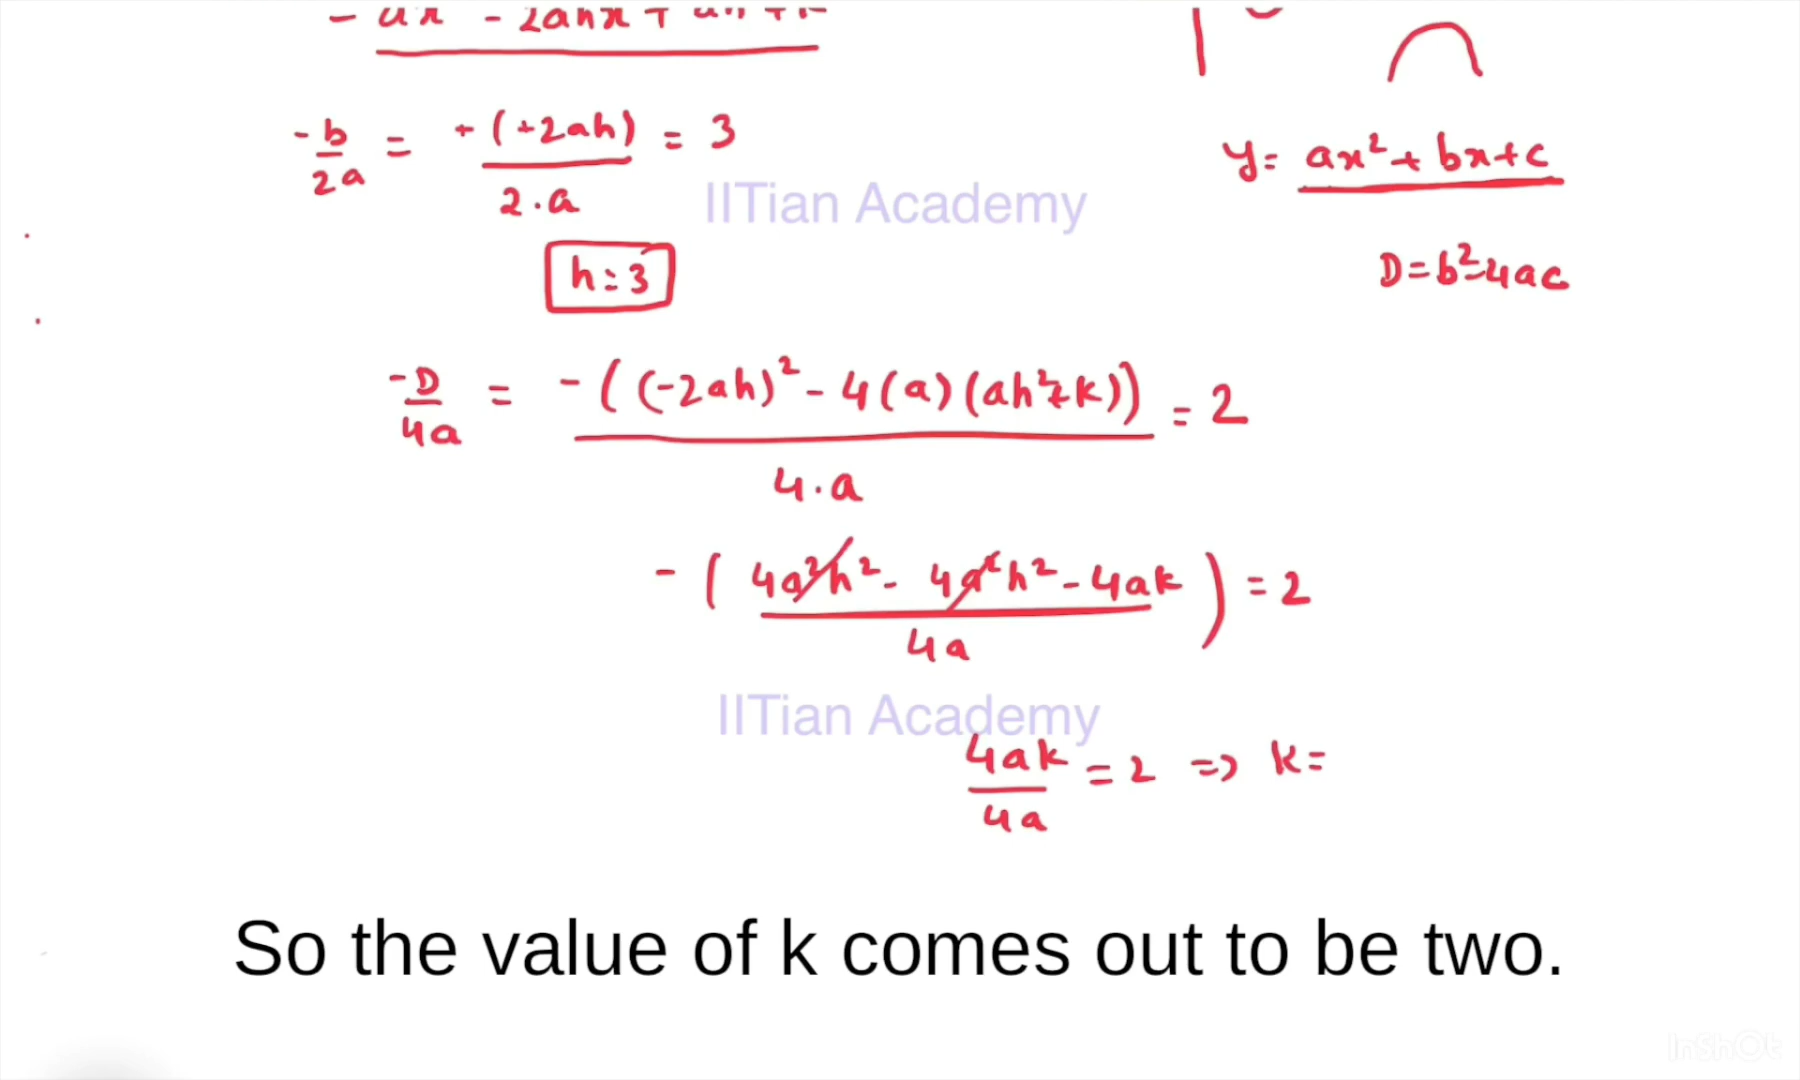 -b/2a = +(+2ah)/2.a = 3
y = ax² + bx + c
IITian Academy
h = 3
D = b² - 4ac
-D/4a = -((-2ah)² - 4(a)(ah² + k))/4.a = 2
-(4a²h² - 4a²h² - 4ak/4a) = 2
IITian Academy
4ak/4a = 2 => k =
So the value of k comes out to be two.
InShOt